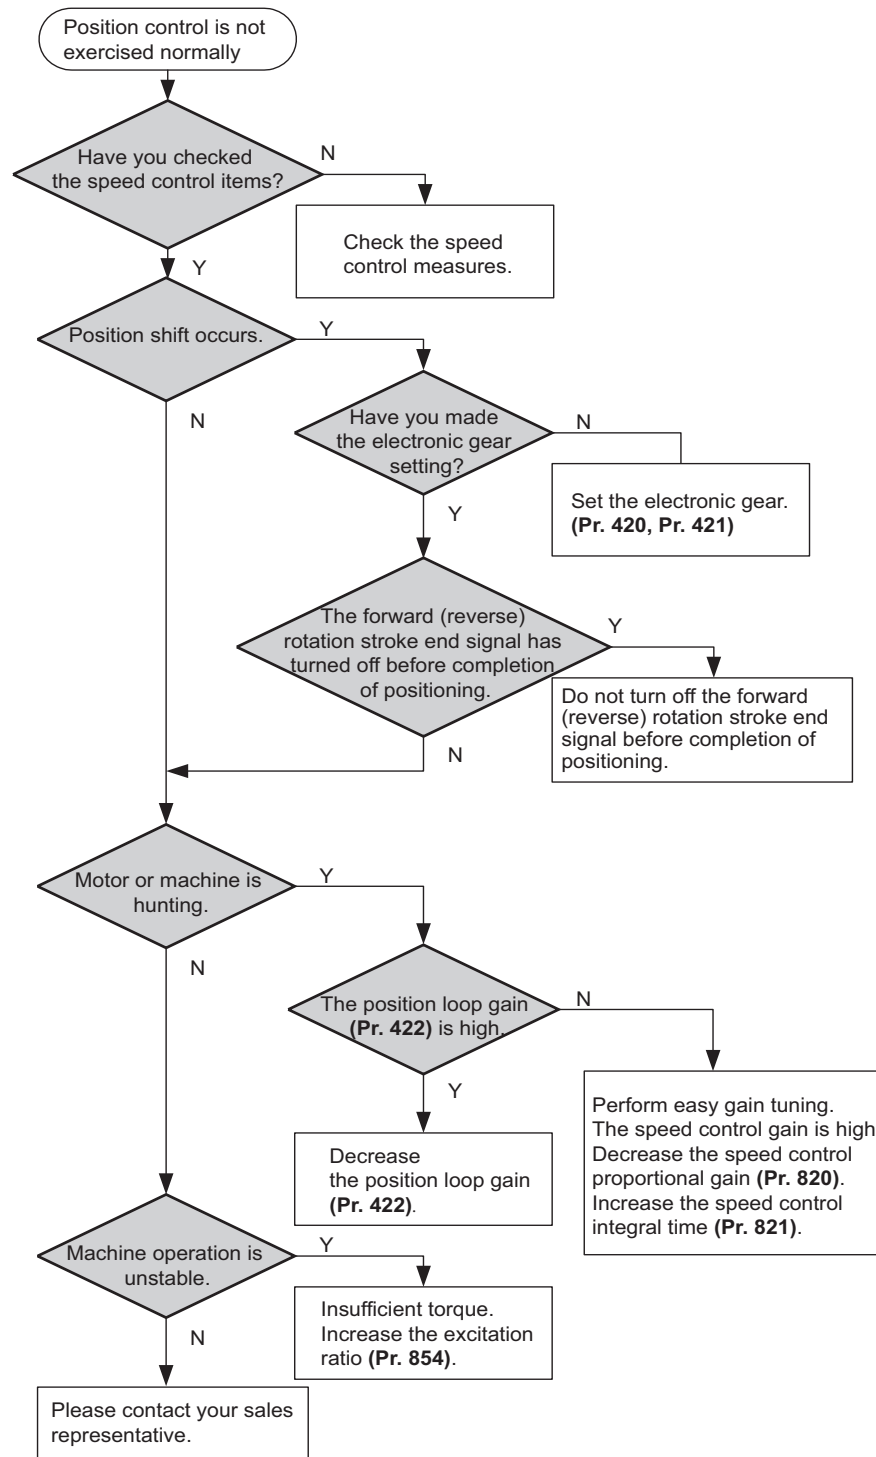 Position control is not
exercised normally
Have you checked
the speed control items?
N
Check the speed
control measures.
Y
Position shift occurs.
Y
N
Have you made
the electronic gear
setting?
N
Set the electronic gear.
(Pr. 420, Pr. 421)
Y
The forward (reverse)
rotation stroke end signal has
turned off before completion
of positioning.
Y
Do not turn off the forward
(reverse) rotation stroke end
signal before completion of
positioning.
N
Motor or machine is
hunting.
Y
N
The position loop gain
(Pr. 422) is high.
N
Y
Perform easy gain tuning.
The speed control gain is high
Decrease the speed control
proportional gain (Pr. 820).
Increase the speed control
integral time (Pr. 821).
Decrease
the position loop gain
(Pr. 422).
Machine operation is
unstable.
Y
Insufficient torque.
Increase the excitation
ratio (Pr. 854).
N
Please contact your sales
representative.